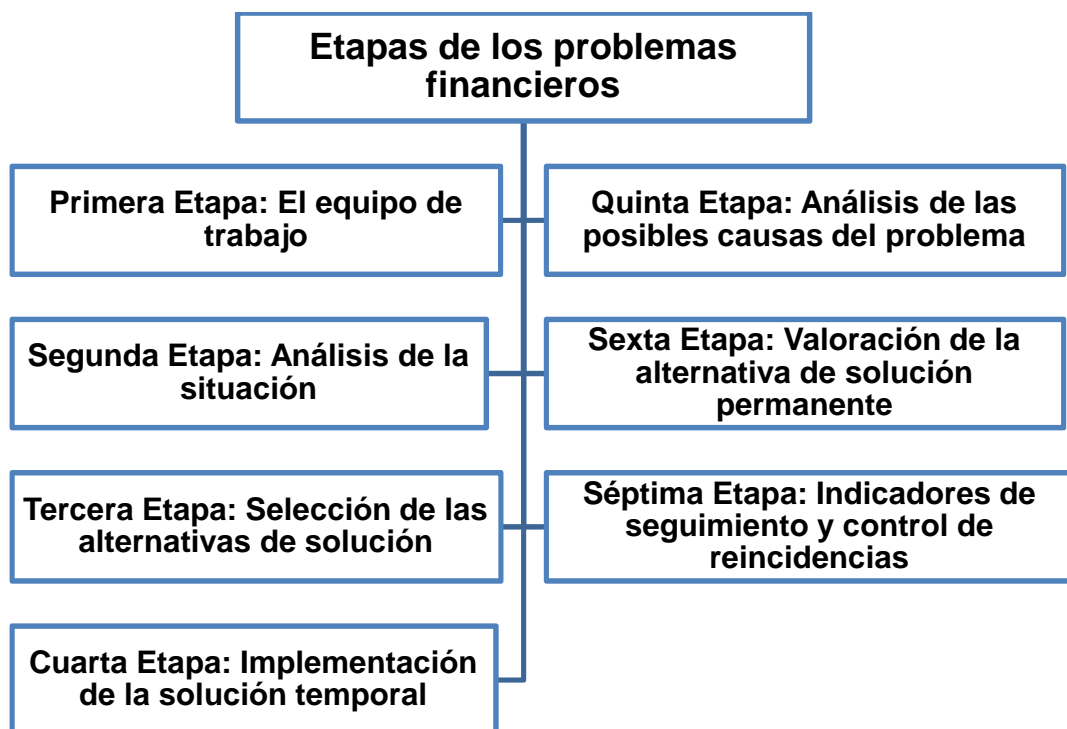 Etapas de los problemas
financieros
Primera Etapa: El equipo de
trabajo
Segunda Etapa: Análisis de la
situación
Tercera Etapa: Selección de las
alternativas de solución
Cuarta Etapa: Implementación
de la solución temporal
Quinta Etapa: Análisis de las
posibles causas del problema
Sexta Etapa: Valoración de la
alternativa de solución
permanente
Séptima Etapa: Indicadores de
seguimiento y control de
reincidencias